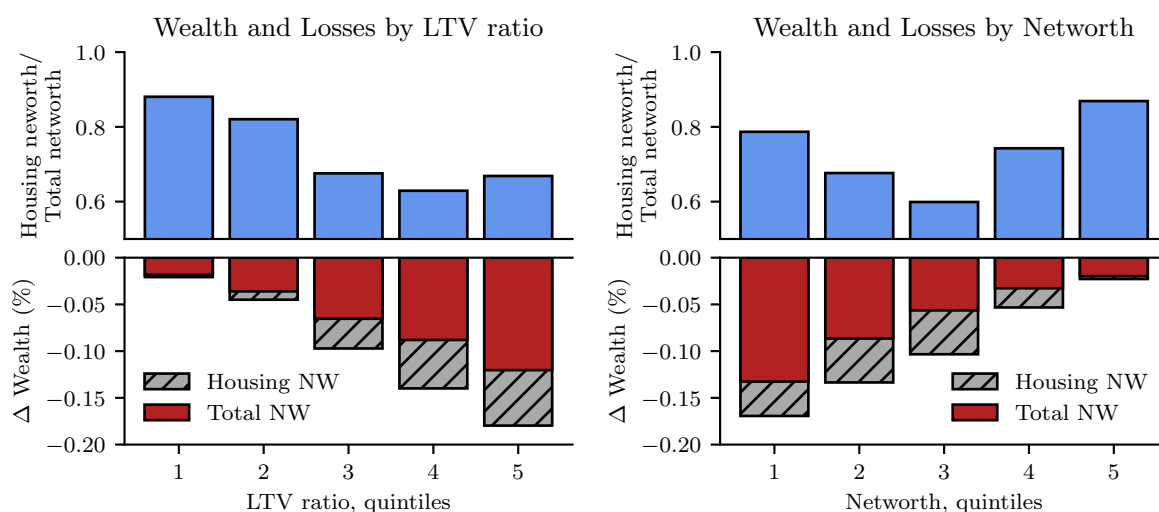 Wealth and Losses by LTV ratio
Housing neworth/
Total networth
1.0
0.8
0.6
Δ Wealth (%)
0.00
−0.05
−0.10
−0.15
−0.20
Housing NW
Total NW
1 2 3 4 5
LTV ratio, quintiles
Wealth and Losses by Networth
Housing neworth/
Total networth
1.0
0.8
0.6
Δ Wealth (%)
0.00
−0.05
−0.10
−0.15
−0.20
Housing NW
Total NW
1 2 3 4 5
Networth, quintiles